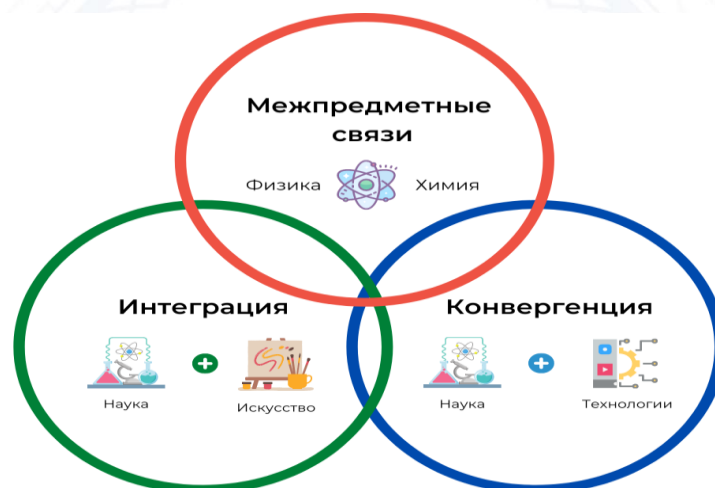 Межпредметные
связи
Физика Химия
Интеграция
Наука Искусство
Конвергенция
Наука Технологии